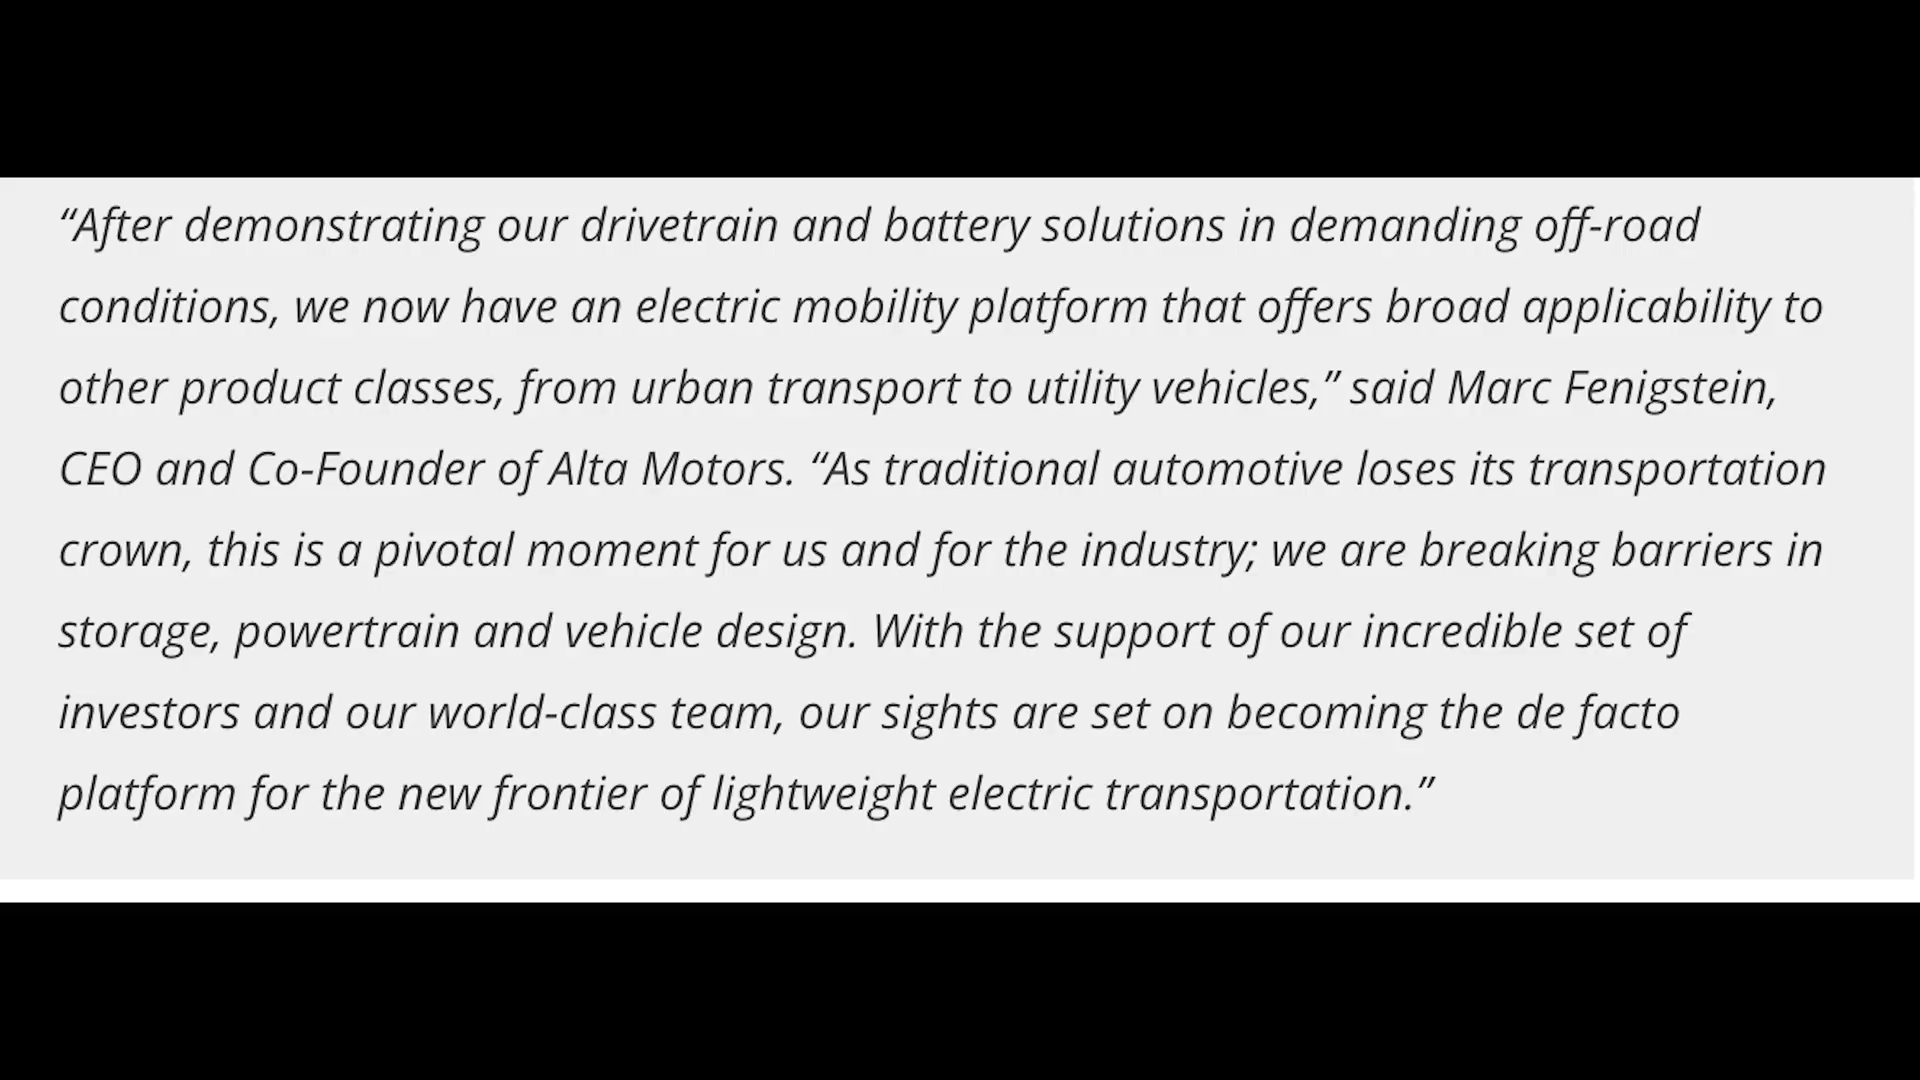 “After demonstrating our drivetrain and battery solutions in demanding off-road
conditions, we now have an electric mobility platform that offers broad applicability to
other product classes, from urban transport to utility vehicles,” said Marc Fenigstein,
CEO and Co-Founder of Alta Motors. “As traditional automotive loses its transportation
crown, this is a pivotal moment for us and for the industry; we are breaking barriers in
storage, powertrain and vehicle design. With the support of our incredible set of
investors and our world-class team, our sights are set on becoming the de facto
platform for the new frontier of lightweight electric transportation.”